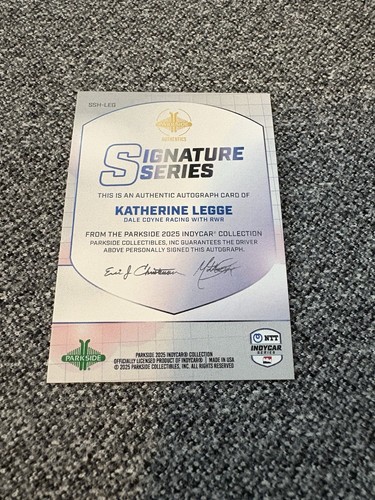 SSH-LEG
PARKSIDE
AUTHENTICS
SIGNATURE
SERIES
THIS IS AN AUTHENTIC AUTOGRAPH CARD OF
KATHERINE LEGGE
DALE COYNE RACING WITH RWR
FROM THE PARKSIDE 2025 INDYCAR® COLLECTION
PARKSIDE COLLECTIBLES, INC GUARANTEES THE DRIVER
ABOVE PERSONALLY SIGNED THIS AUTOGRAPH.
PARKSIDE
NTT
INDYCAR
SERIES
PARKSIDE 2025 INDYCAR® COLLECTION
OFFICIALLY LICENSED PRODUCT OF INDYCAR® | MADE IN USA
© 2025 PARKSIDE COLLECTIBLES, INC. ALL RIGHTS RESERVED